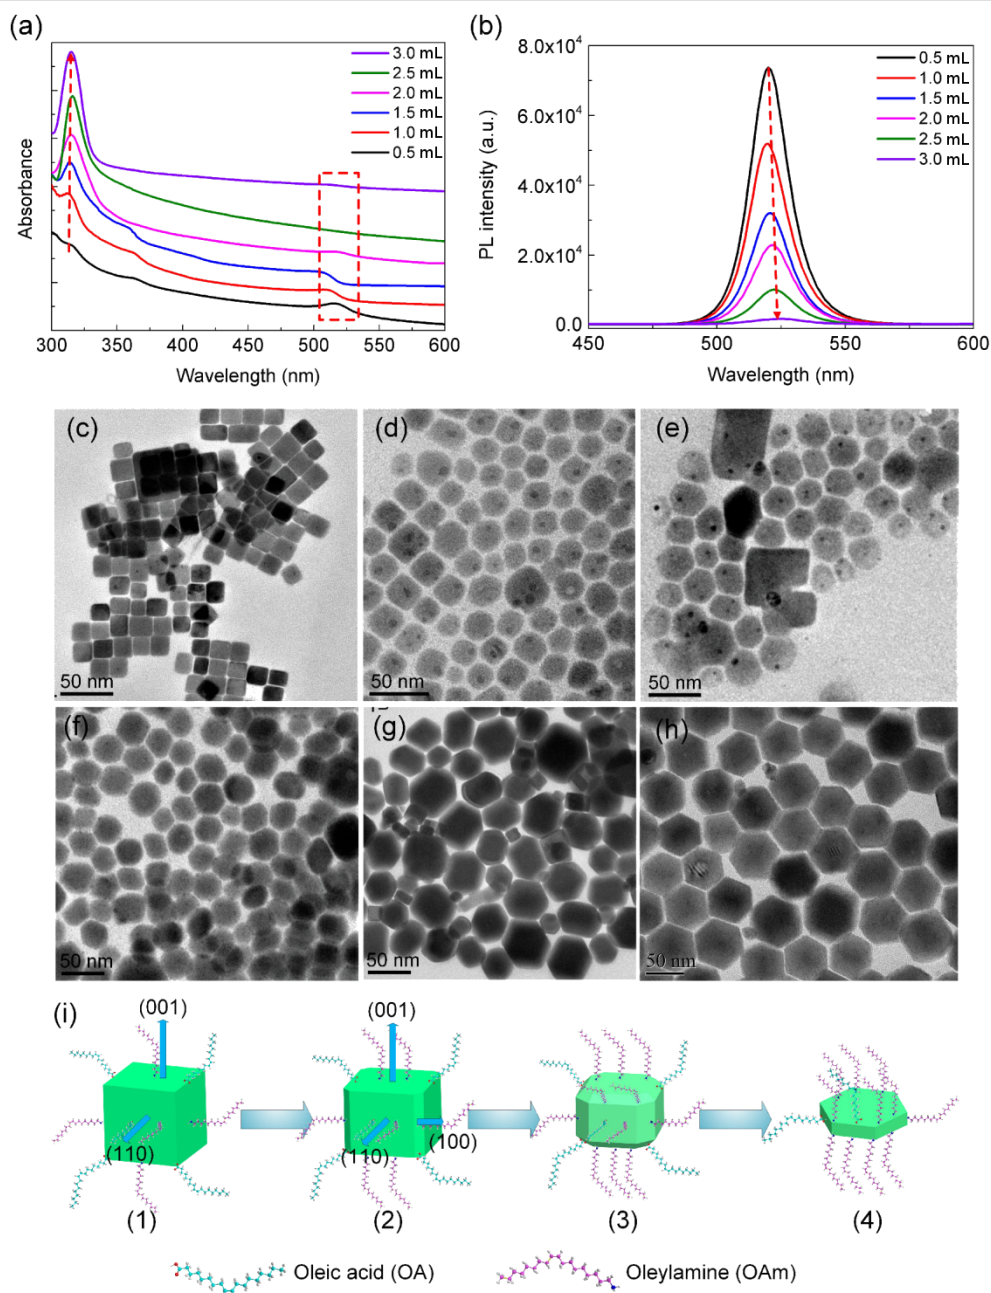 (a)
3.0 mL
2.5 mL
2.0 mL
1.5 mL
1.0 mL
0.5 mL
Absorbance
300 350 400 450 500 550 600
Wavelength (nm)
(b)
8.0x10⁴
6.0x10⁴
4.0x10⁴
2.0x10⁴
0.0
0.5 mL
1.0 mL
1.5 mL
2.0 mL
2.5 mL
3.0 mL
PL intensity (a.u.)
450 500 550 600
Wavelength (nm)
(c)
50 nm
(d)
50 nm
(e)
50 nm
(f)
50 nm
(g)
50 nm
(h)
50 nm
(i)
(001)
(110)
(1)
(001)
(110)
(100)
(2)
(3)
(4)
Oleic acid (OA)
Oleylamine (OAm)